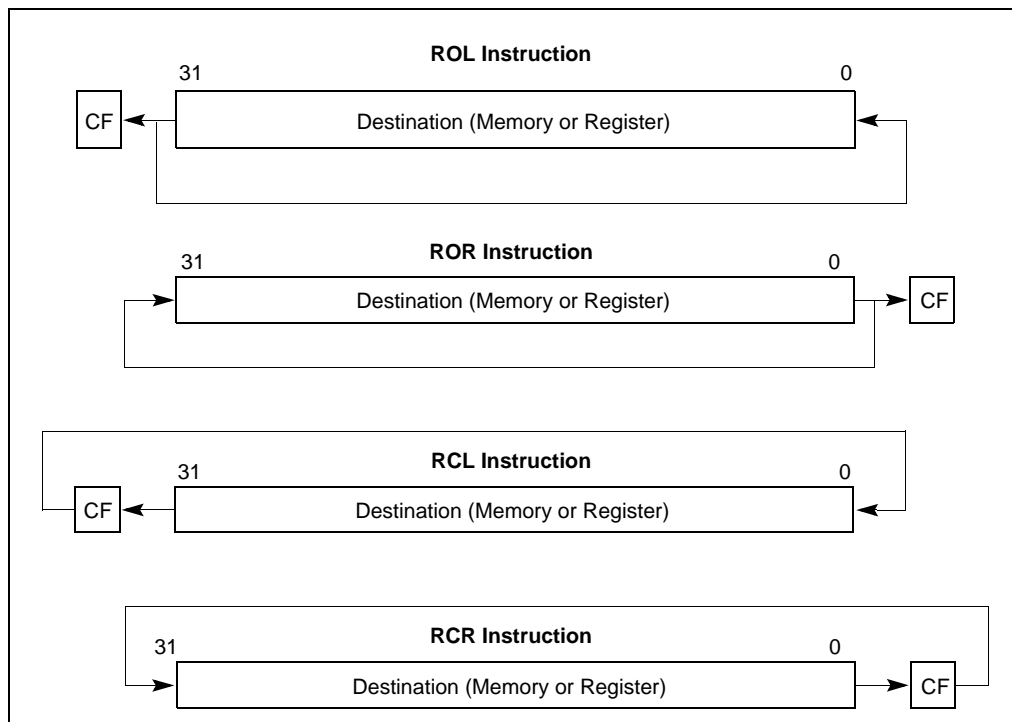 ROL Instruction
31 0
CF Destination (Memory or Register)
ROR Instruction
31 0
Destination (Memory or Register) CF
RCL Instruction
31 0
CF Destination (Memory or Register)
RCR Instruction
31 0
Destination (Memory or Register) CF